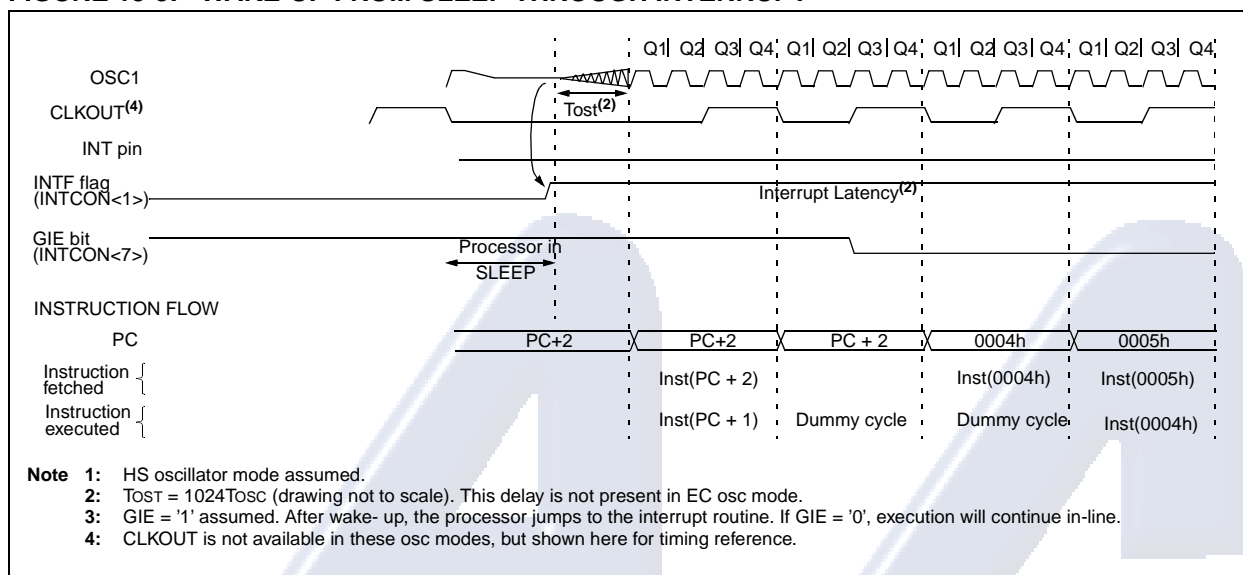 FIGURE 15-9: WAKE-UP FROM SLEEP THROUGH INTERRUPT
Q1 Q2 Q3 Q4 Q1 Q2 Q3 Q4 Q1 Q2 Q3 Q4 Q1 Q2 Q3 Q4
OSC1
Tost(2)
CLKOUT(4)
INT pin
INTF flag
(INTCON<1>)
Interrupt Latency(2)
GIE bit
(INTCON<7>)
Processor in
SLEEP
INSTRUCTION FLOW
PC PC+2 PC+2 PC + 2 0004h 0005h
Instruction
fetched
Inst(PC + 2) Inst(0004h) Inst(0005h)
Instruction
executed
Inst(PC + 1) Dummy cycle Dummy cycle Inst(0004h)
Note 1: HS oscillator mode assumed.
2: TOST = 1024TOSC (drawing not to scale). This delay is not present in EC osc mode.
3: GIE = '1' assumed. After wake- up, the processor jumps to the interrupt routine. If GIE = '0', execution will continue in-line.
4: CLKOUT is not available in these osc modes, but shown here for timing reference.